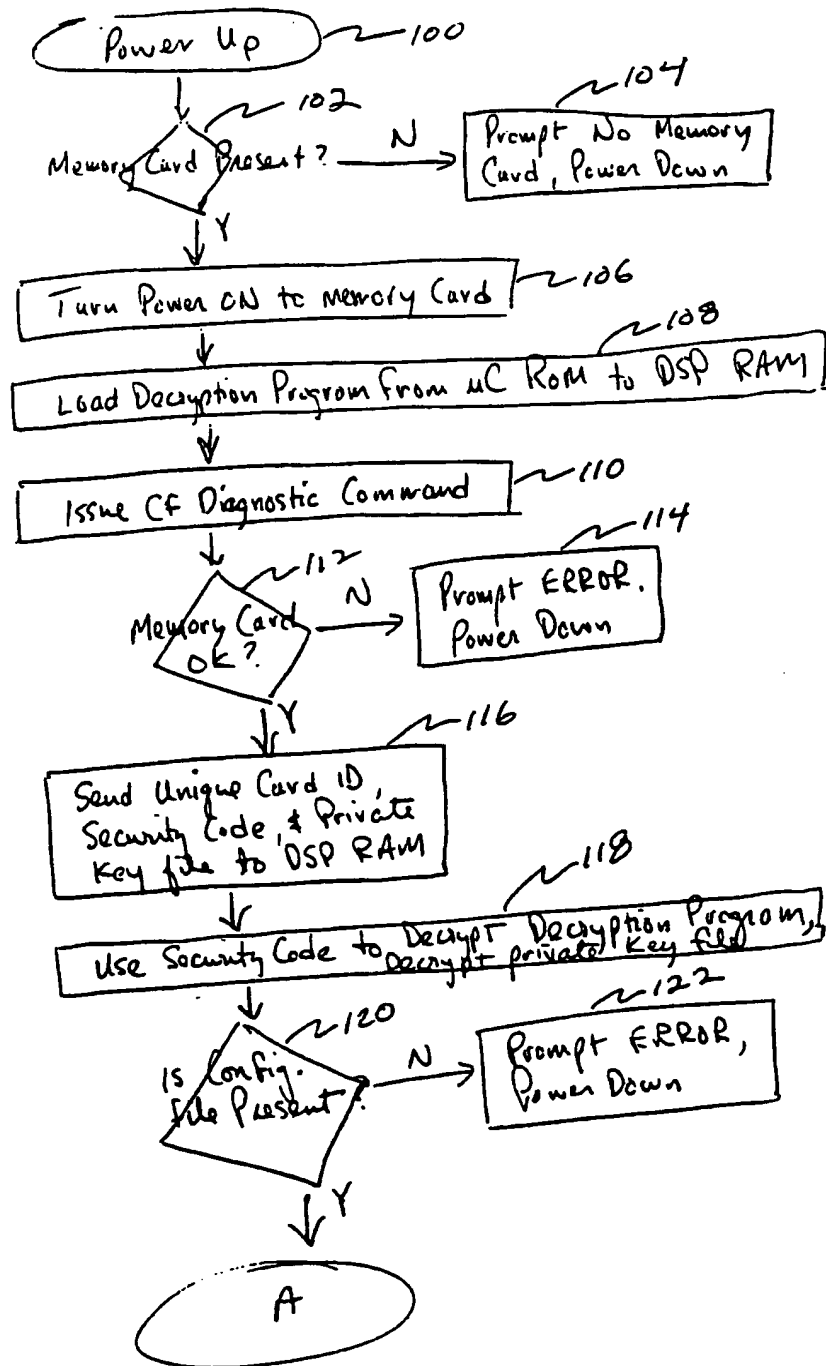 Power Up
100
102
Memory Card Present?
N
104
Prompt No Memory
Card, Power Down
Y
Turn Power ON to Memory Card
106
108
Load Decryption Program from uC ROM to DSP RAM
Issue CF Diagnostic Command
110
112
Memory Card
OK?
N
114
Prompt ERROR.
Power Down
Y
116
Send Unique Card ID,
Security Code, & Private
Key file to DSP RAM
118
Use Security Code to Decrypt Decryption Program,
Decrypt private key file
120
Is Config.
file Present?
N
122
Prompt ERROR,
Power Down
Y
A